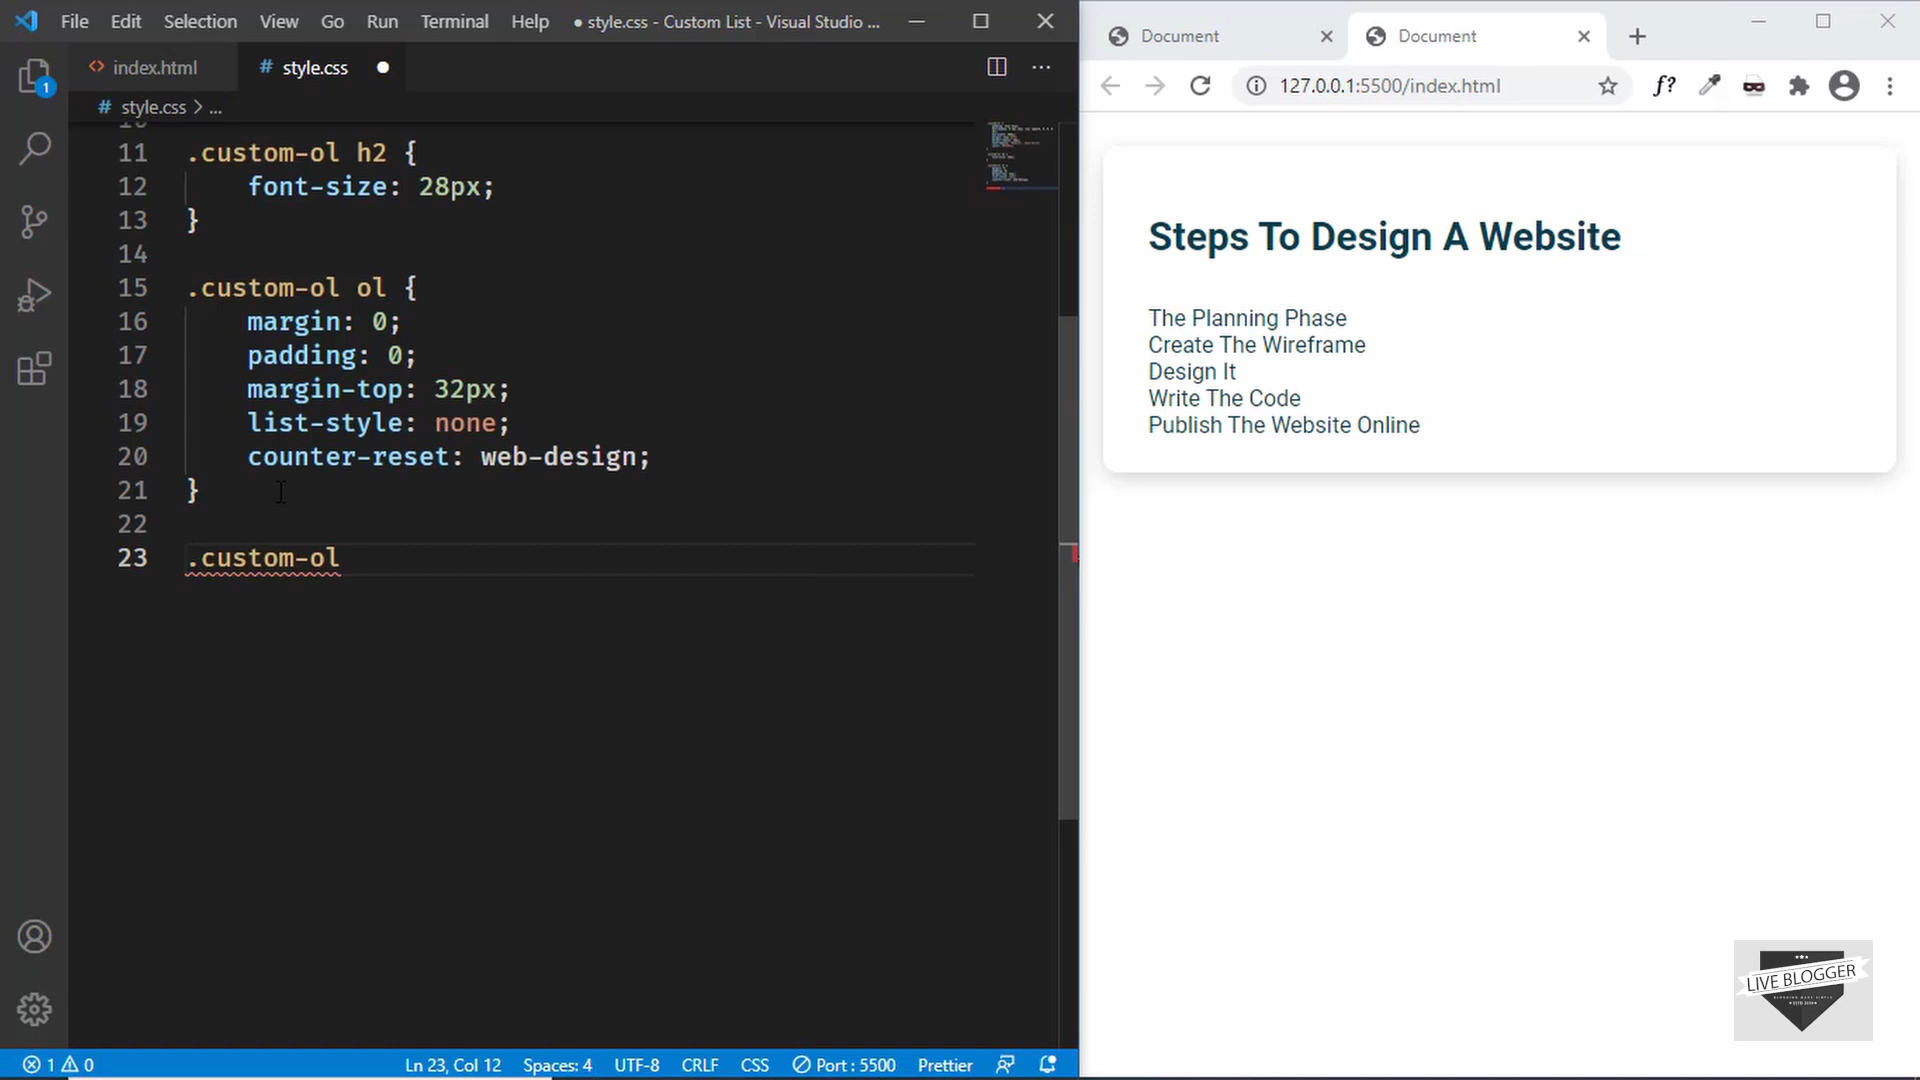 File Edit Selection View Go Run Terminal Help ● style.css - Custom List - Visual Studio ...
index.html
# style.css
# style.css > ...
11 .custom-ol h2 {
12 font-size: 28px;
13 }
14
15 .custom-ol ol {
16 margin: 0;
17 padding: 0;
18 margin-top: 32px;
19 list-style: none;
20 counter-reset: web-design;
21 }
22
23 .custom-ol
1
1 0 Ln 23, Col 12 Spaces: 4 UTF-8 CRLF CSS Port : 5500 Prettier
Document Document
127.0.0.1:5500/index.html f?
Steps To Design A Website
The Planning Phase
Create The Wireframe
Design It
Write The Code
Publish The Website Online
LIVE BLOGGER